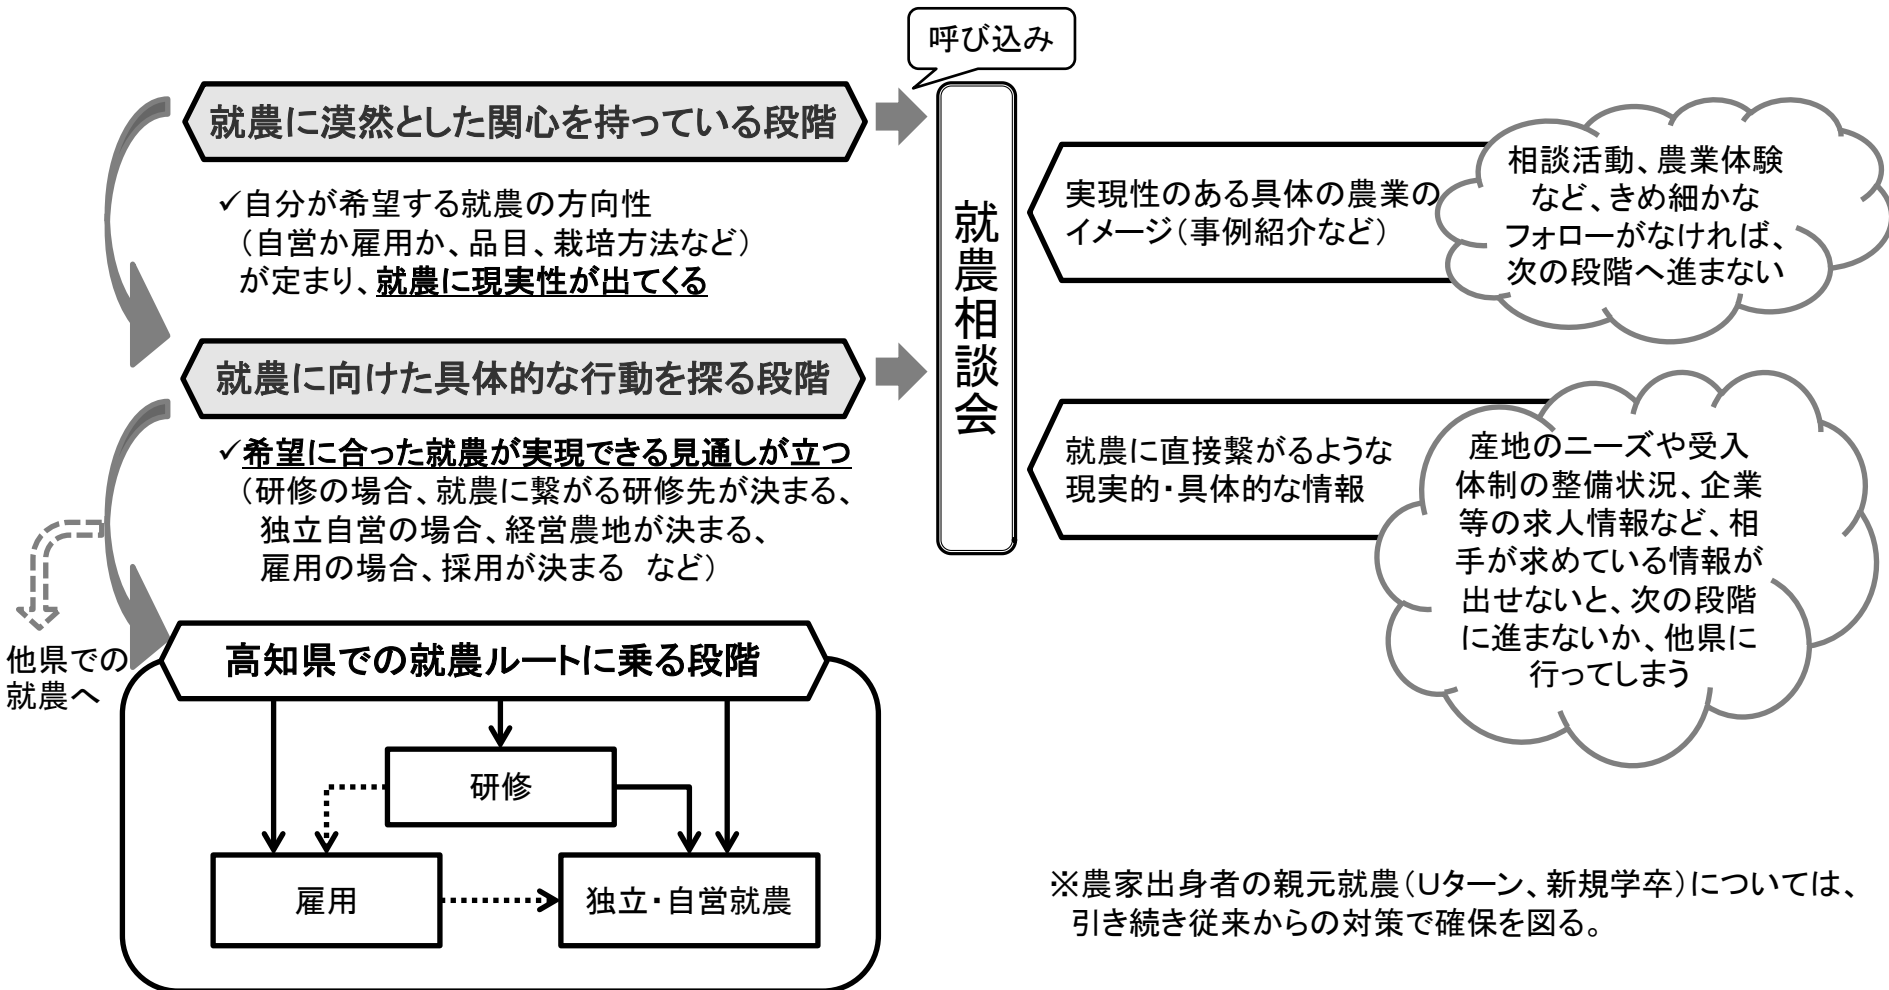 呼び込み
就農に漠然とした関心を持っている段階
✓自分が希望する就農の方向性
（自営か雇用か、品目、栽培方法など）
が定まり、就農に現実性が出てくる
就農に向けた具体的な行動を探る段階
✓希望に合った就農が実現できる見通しが立つ
（研修の場合、就農に繋がる研修先が決まる、
独立自営の場合、経営農地が決まる、
雇用の場合、採用が決まる　など）
他県での
就農へ
高知県での就農ルートに乗る段階
研修
雇用
独立・自営就農
就農相談会
実現性のある具体の農業の
イメージ（事例紹介など）
相談活動、農業体験
など、きめ細かな
フォローがなければ、
次の段階へ進まない
就農に直接繋がるような
現実的・具体的な情報
産地のニーズや受入
体制の整備状況、企業
等の求人情報など、相
手が求めている情報が
出せないと、次の段階
に進まないか、他県に
行ってしまう
※農家出身者の親元就農（Uターン、新規学卒）については、
引き続き従来からの対策で確保を図る。